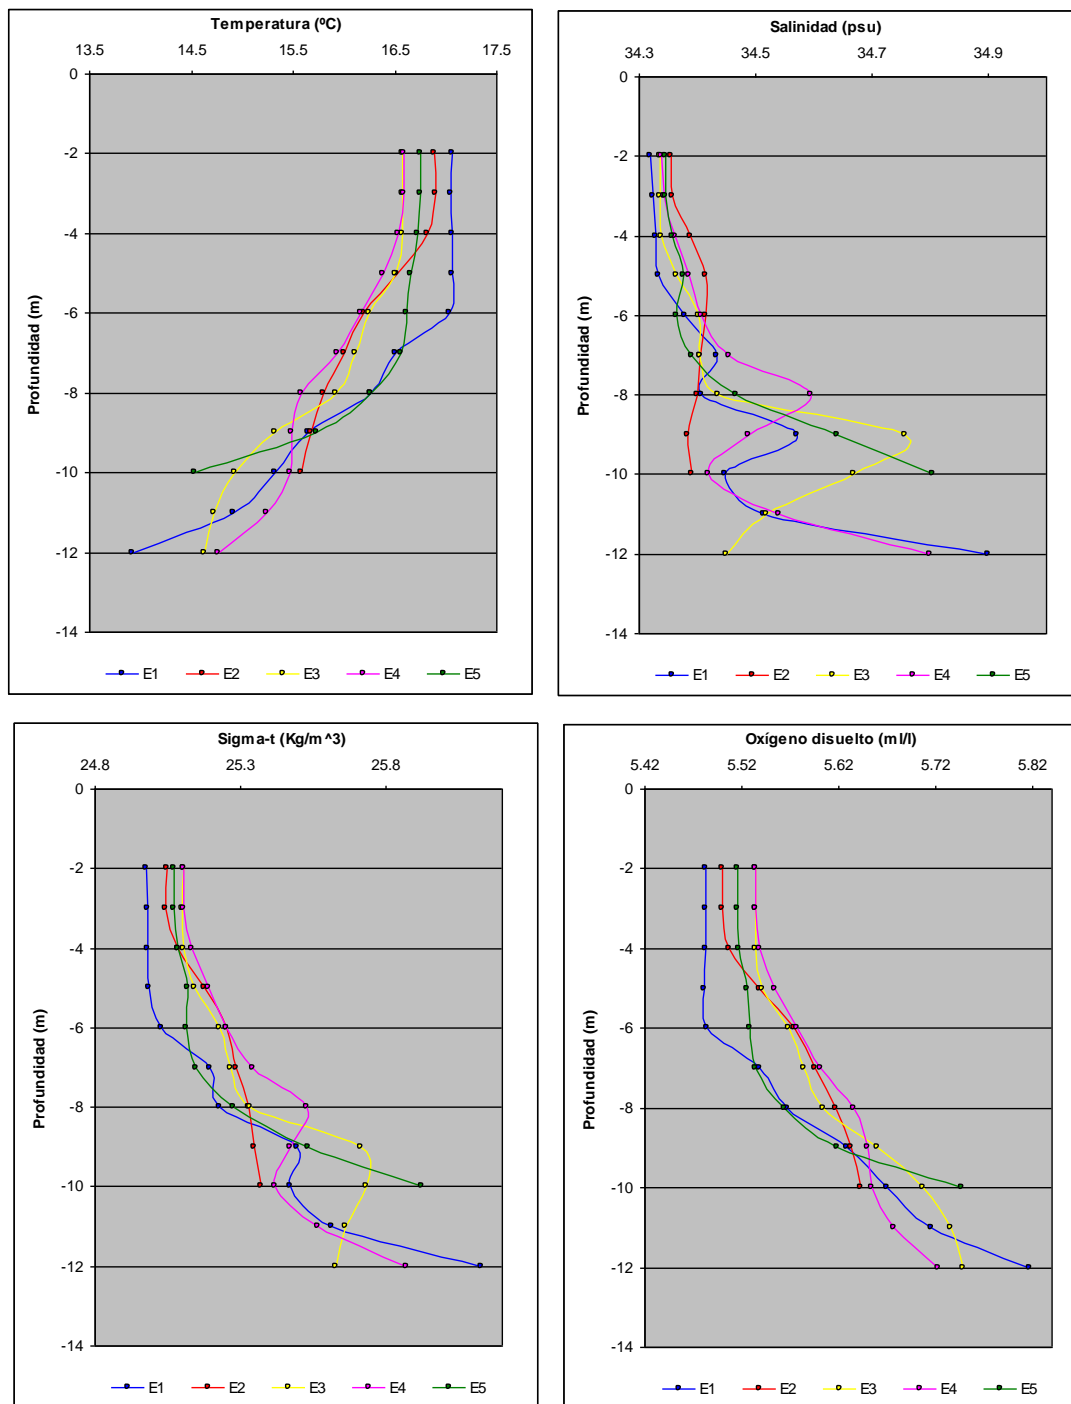 Temperatura (ºC)
13.5 14.5 15.5 16.5 17.5
0
-2
-4
-6
-8
-10
-12
-14
Profundidad (m)
E1 E2 E3 E4 E5
Salinidad (psu)
34.3 34.5 34.7 34.9
0
-2
-4
-6
-8
-10
-12
-14
Profundidad (m)
E1 E2 E3 E4 E5
Sigma-t (Kg/m^3)
24.8 25.3 25.8
0
-2
-4
-6
-8
-10
-12
-14
Profundidad (m)
E1 E2 E3 E4 E5
Oxígeno disuelto (ml/l)
5.42 5.52 5.62 5.72 5.82
0
-2
-4
-6
-8
-10
-12
-14
Profundidad (m)
E1 E2 E3 E4 E5